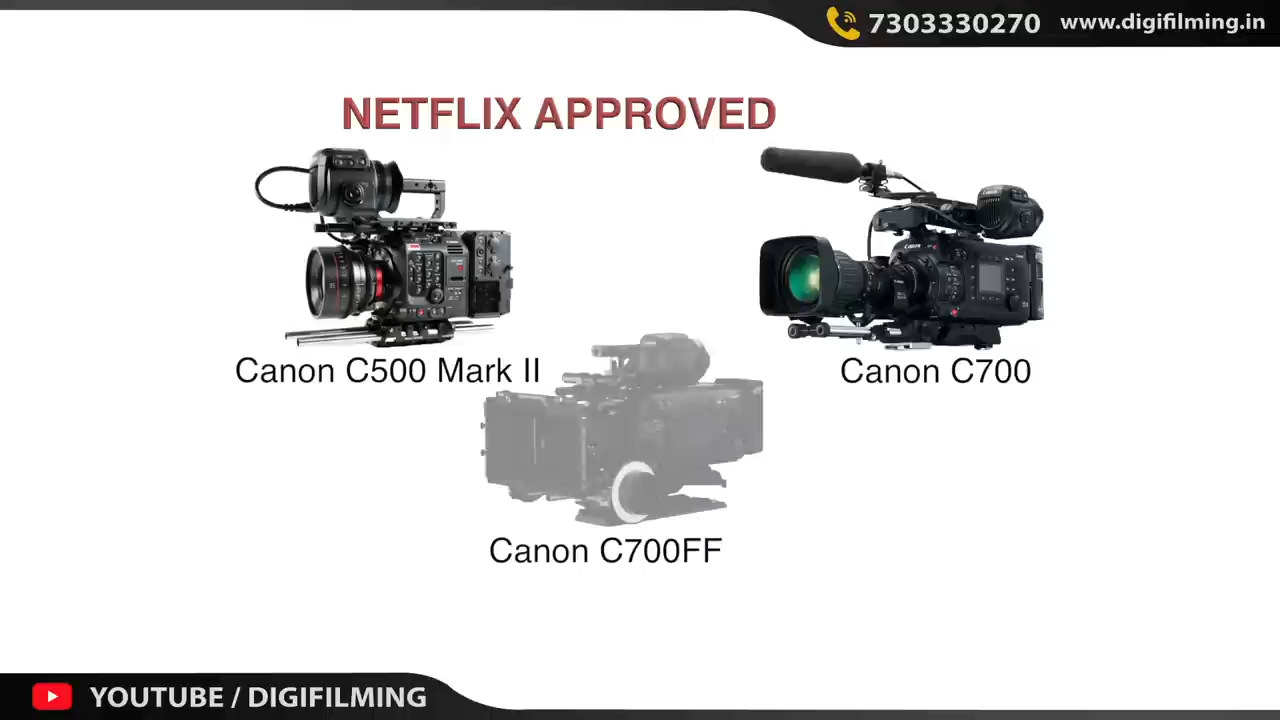 7303330270 www.digifilming.in
NETFLIX APPROVED
Canon C500 Mark II
Canon C700
Canon C700FF
YOUTUBE / DIGIFILMING